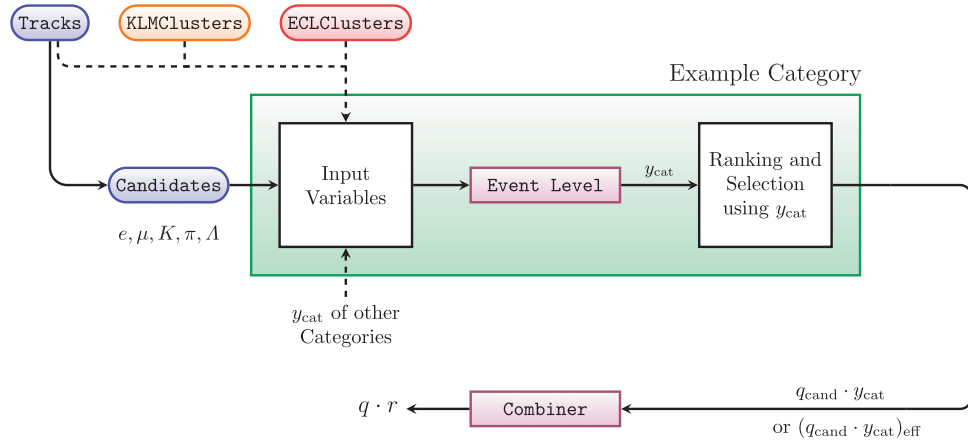 Tracks
KLMClusters
ECLClusters
Example Category
Candidates
e, μ, K, π, Λ
Input
Variables
Event Level
y_cat
Ranking and
Selection
using y_cat
y_cat of other
Categories
q · r
Combiner
q_cand · y_cat
or (q_cand · y_cat)_eff